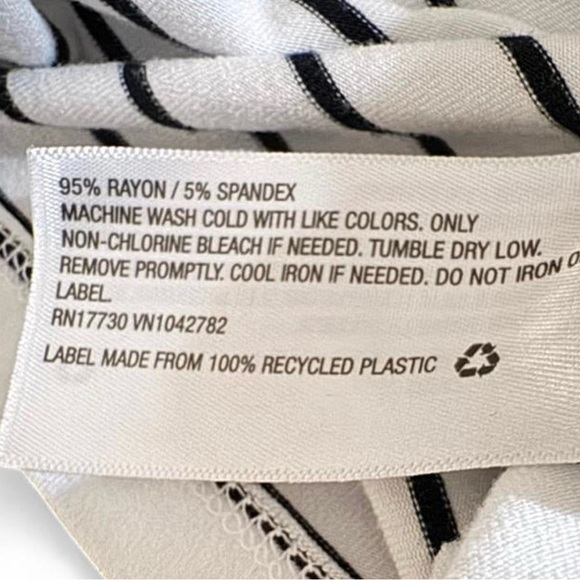 95% RAYON / 5% SPANDEX
MACHINE WASH COLD WITH LIKE COLORS. ONLY
NON-CHLORINE BLEACH IF NEEDED. TUMBLE DRY LOW.
REMOVE PROMPTLY. COOL IRON IF NEEDED. DO NOT IRON
LABEL.
RN17730 VN1042782
LABEL MADE FROM 100% RECYCLED PLASTIC